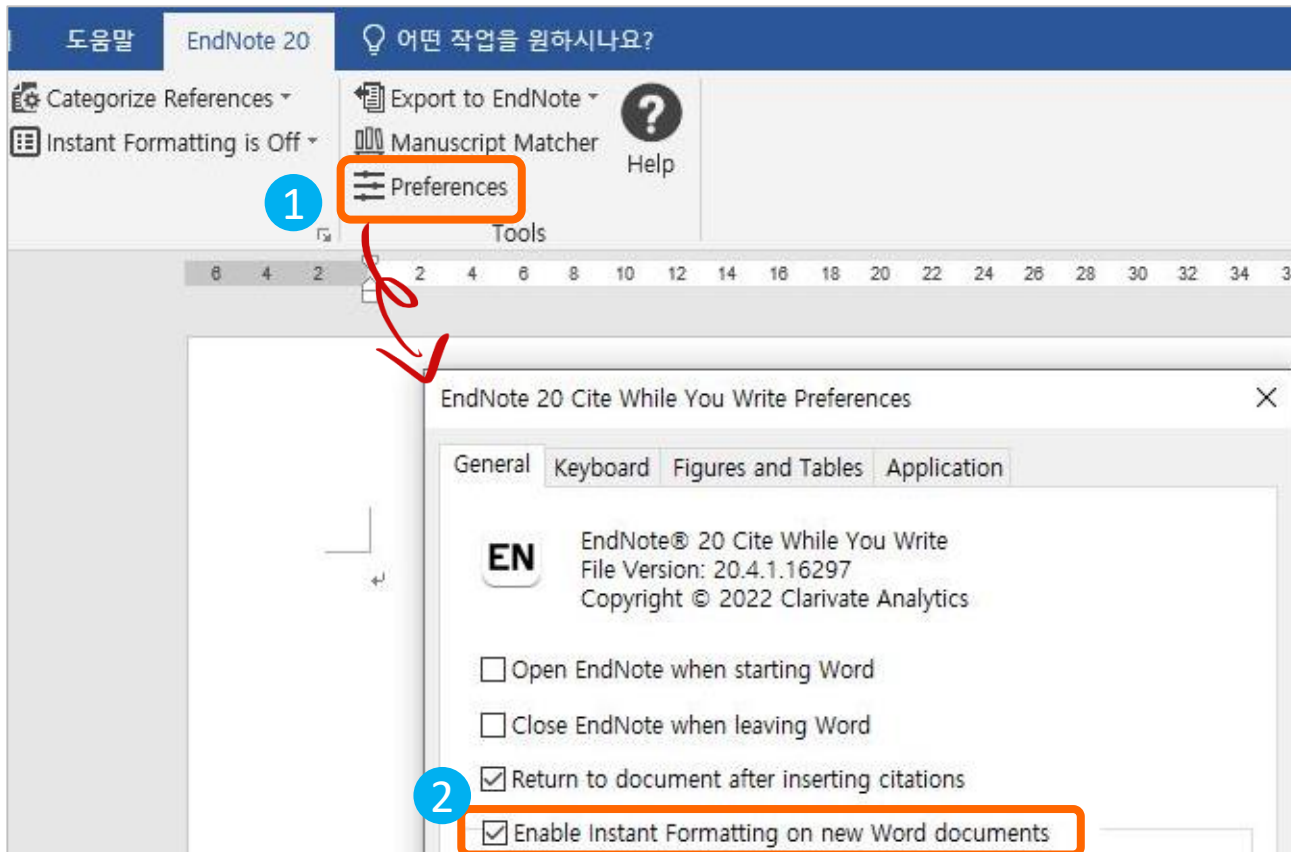 도움말 EndNote 20 어떤 작업을 원하시나요?
Categorize References Export to EndNote
Instant Formatting is Off Manuscript Matcher Help
1 Preferences
Tools
6 4 2 2 4 6 8 10 12 14 16 18 20 22 24 26 28 30 32 34
EndNote 20 Cite While You Write Preferences
General Keyboard Figures and Tables Application
EN EndNote® 20 Cite While You Write
File Version: 20.4.1.16297
Copyright © 2022 Clarivate Analytics
Open EndNote when starting Word
Close EndNote when leaving Word
Return to document after inserting citations
2 Enable Instant Formatting on new Word documents